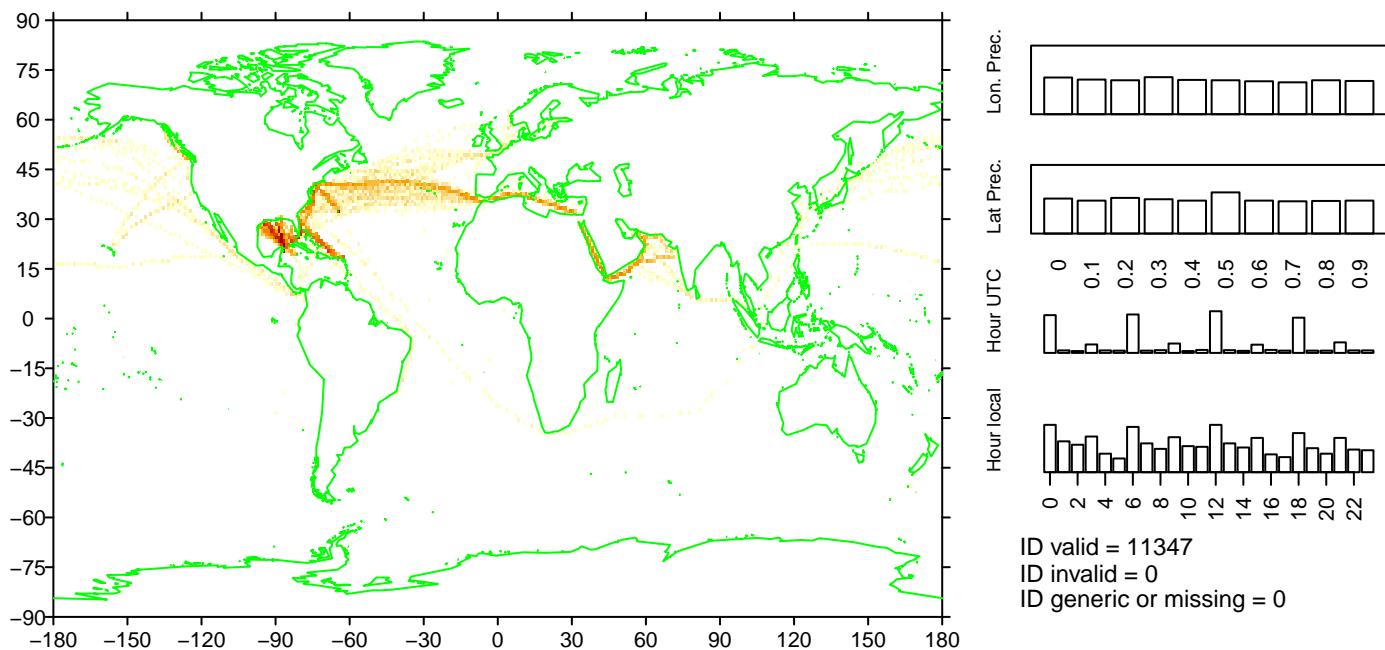 90
75
60
45
30
15
0
−15
−30
−45
−60
−75
−90
−180 −150 −120 −90 −60 −30 0 30 60 90 120 150 180
Lon. Prec.
Lat Prec.
0 0.1 0.2 0.3 0.4 0.5 0.6 0.7 0.8 0.9
Hour UTC
Hour local
0 2 4 6 8 10 12 14 16 18 20 22
ID valid = 11347
ID invalid = 0
ID generic or missing = 0